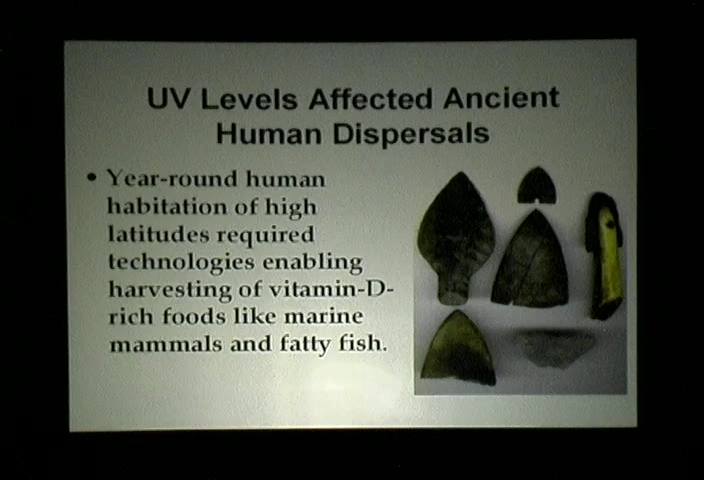 UV Levels Affected Ancient
Human Dispersals
• Year-round human
habitation of high
latitudes required
technologies enabling
harvesting of vitamin-D-
rich foods like marine
mammals and fatty fish.